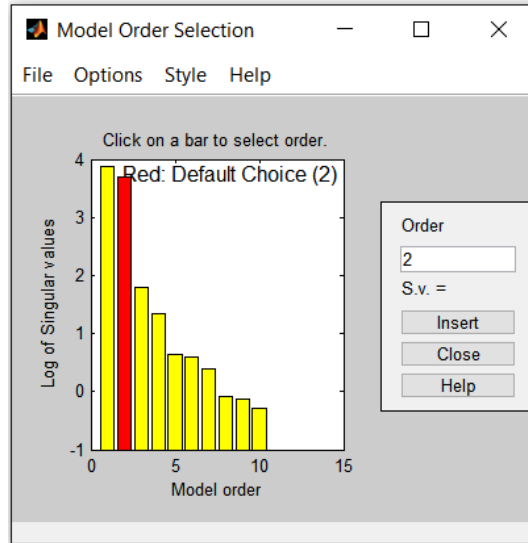 Model Order Selection
File Options Style Help
Click on a bar to select order.
Red: Default Choice (2)
4
3
2
1
0
-1
Log of Singular values
0 5 10 15
Model order
Order
2
S.v. =
Insert
Close
Help